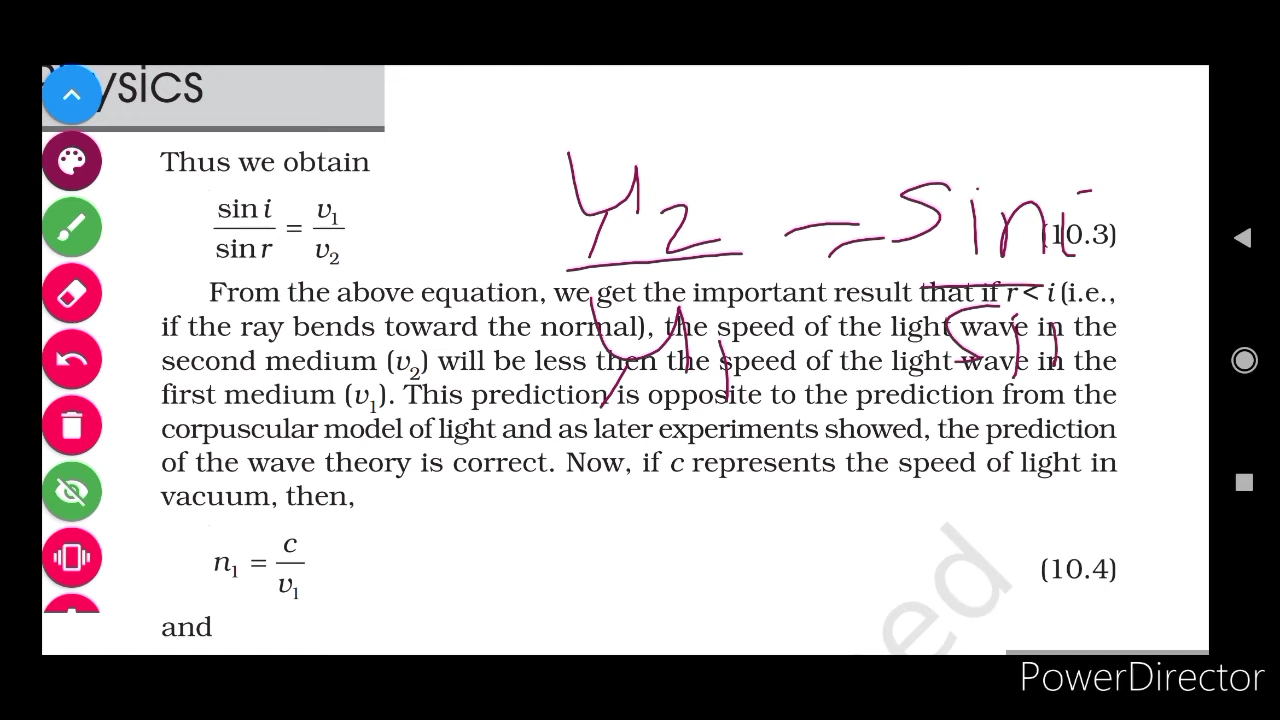 Physics
Thus we obtain
sin i / sin r = v₁ / v₂ (10.3)
μ₂ / μ₁ = Sin i / Sin
From the above equation, we get the important result that if r < i (i.e.,
if the ray bends toward the normal), the speed of the light wave in the
second medium (v₂) will be less then the speed of the light wave in the
first medium (v₁). This prediction is opposite to the prediction from the
corpuscular model of light and as later experiments showed, the prediction
of the wave theory is correct. Now, if c represents the speed of light in
vacuum, then,
n₁ = c / v₁ (10.4)
and
ed
PowerDirector